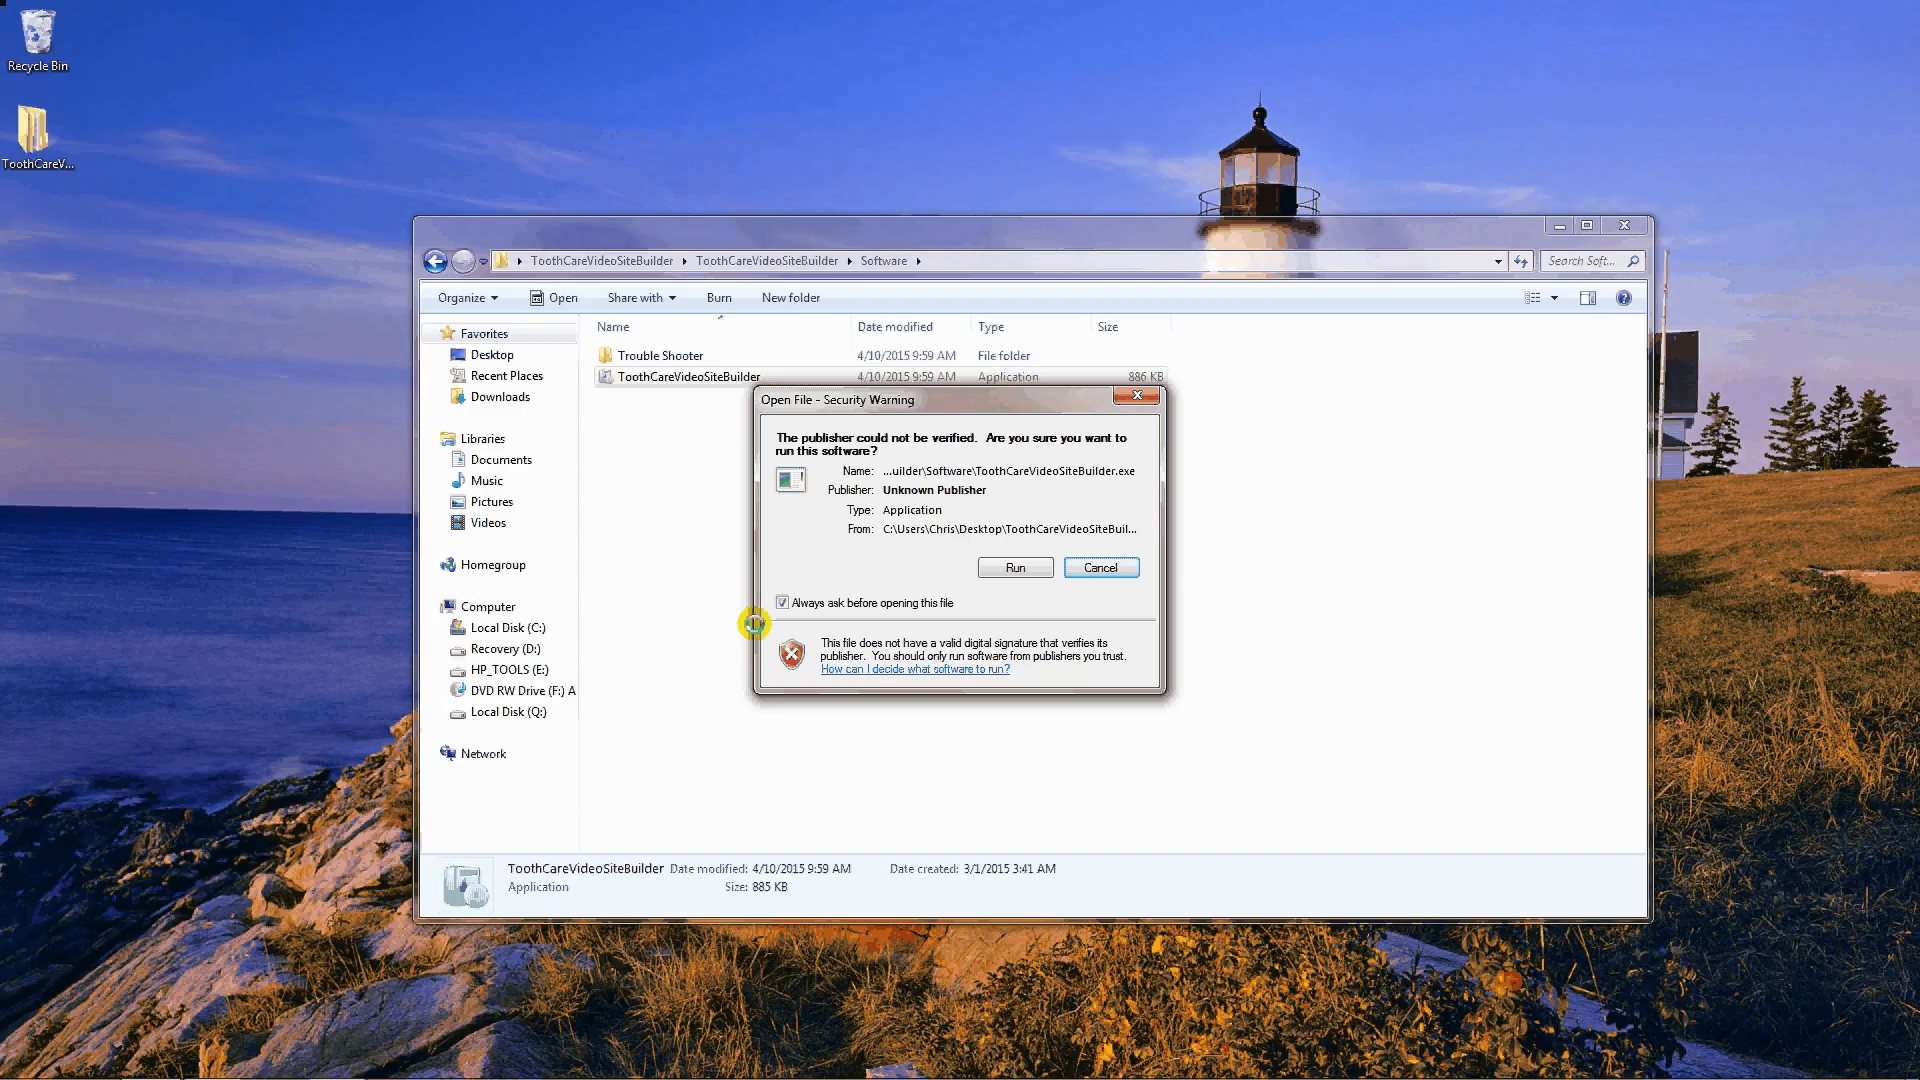 Recycle Bin
ToothCareV...
ToothCareVideoSiteBuilder ToothCareVideoSiteBuilder Software
Search Soft...
Organize Open Share with Burn New folder
Name Date modified Type Size
Favorites
Desktop
Recent Places
Downloads
Libraries
Documents
Music
Pictures
Videos
Homegroup
Computer
Local Disk (C:)
Recovery (D:)
HP_TOOLS (E:)
DVD RW Drive (F:) A
Local Disk (Q:)
Network
Trouble Shooter 4/10/2015 9:59 AM File folder
ToothCareVideoSiteBuilder 4/10/2015 9:59 AM Application 886 KB
Open File - Security Warning
The publisher could not be verified. Are you sure you want to
run this software?
Name: ...uilder\Software\ToothCareVideoSiteBuilder.exe
Publisher: Unknown Publisher
Type: Application
From: C:\Users\Chris\Desktop\ToothCareVideoSiteBuil...
Run Cancel
Always ask before opening this file
This file does not have a valid digital signature that verifies its
publisher. You should only run software from publishers you trust.
How can I decide what software to run?
ToothCareVideoSiteBuilder Date modified: 4/10/2015 9:59 AM Date created: 3/1/2015 3:41 AM
Application Size: 885 KB